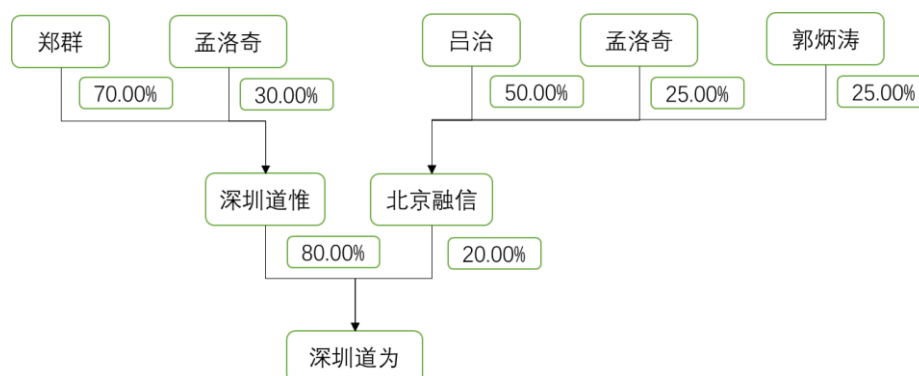 郑群
孟洛奇
吕治
孟洛奇
郭炳涛
70.00%
30.00%
50.00%
25.00%
25.00%
深圳道惟
北京融信
80.00%
20.00%
深圳道为